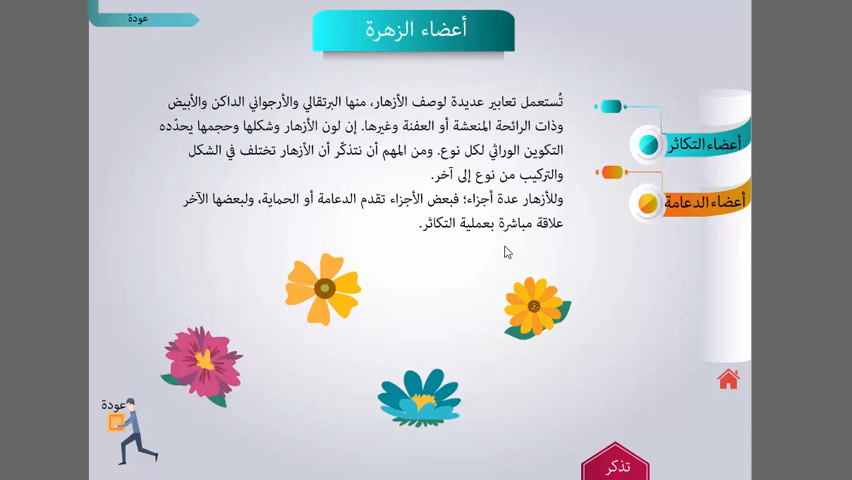 عودة
أعضاء الزهرة
تُستعمل تعابير عديدة لوصف الأزهار، منها البرتقالي والأرجواني الداكن والأبيض
وذات الرائحة المنعشة أو العفنة وغيرها. إن لون الأزهار وشكلها وحجمها يحدّده
التكوين الوراثي لكل نوع. ومن المهم أن نتذكّر أن الأزهار تختلف في الشكل
والتركيب من نوع إلى آخر.
وللأزهار عدة أجزاء؛ فبعض الأجزاء تقدم الدعامة أو الحماية، ولبعضها الآخر
علاقة مباشرة بعملية التكاثر.
أعضاء التكاثر
أعضاء الدعامة
عودة
تذكر